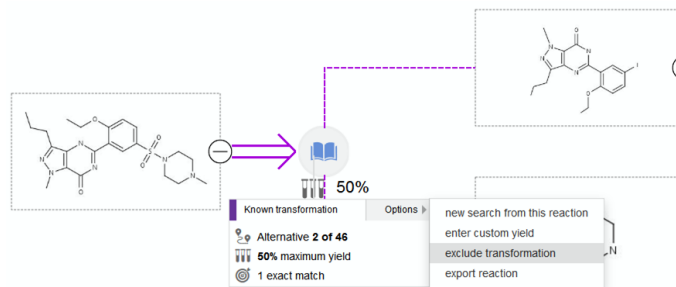 50%
Known transformation
Options
Alternative 2 of 46
50% maximum yield
1 exact match
new search from this reaction
enter custom yield
exclude transformation
export reaction